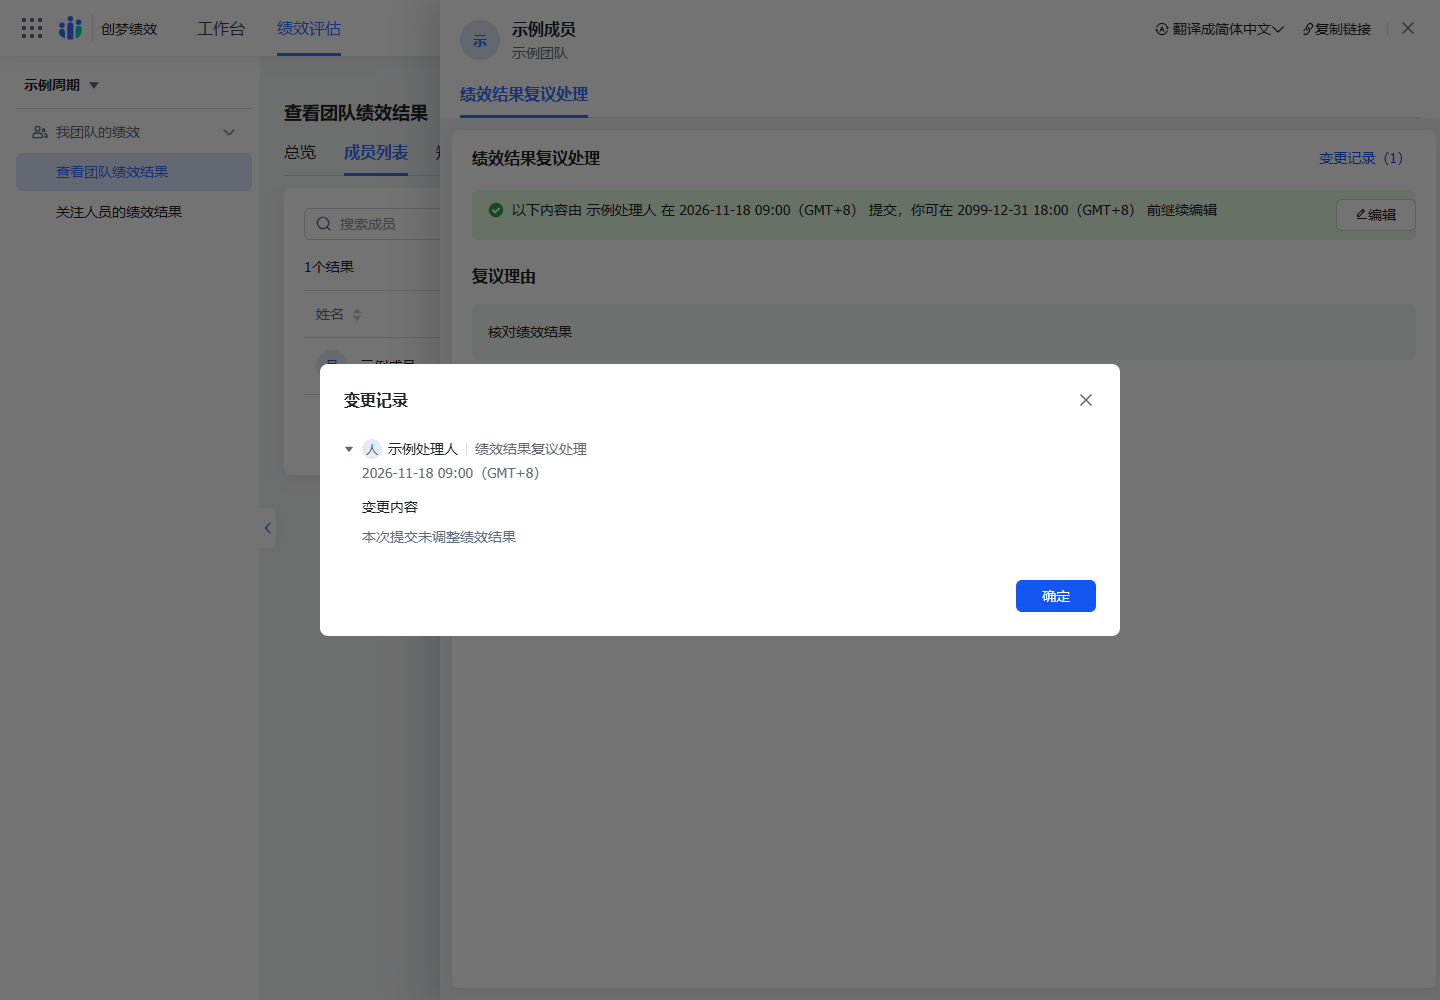 创梦绩效
工作台
绩效评估
示例周期
我团队的绩效
查看团队绩效结果
关注人员的绩效结果
查看团队绩效结果
总览
成员列表
搜索成员
1个结果
姓名
示
示例成员
示例团队
翻译成简体中文
复制链接
绩效结果复议处理
绩效结果复议处理
变更记录（1）
以下内容由 示例处理人 在 2026-11-18 09:00（GMT+8） 提交，你可在 2099-12-31 18:00（GMT+8） 前继续编辑
编辑
复议理由
核对绩效结果
变更记录
人 示例处理人 绩效结果复议处理
2026-11-18 09:00（GMT+8）
变更内容
本次提交未调整绩效结果
确定